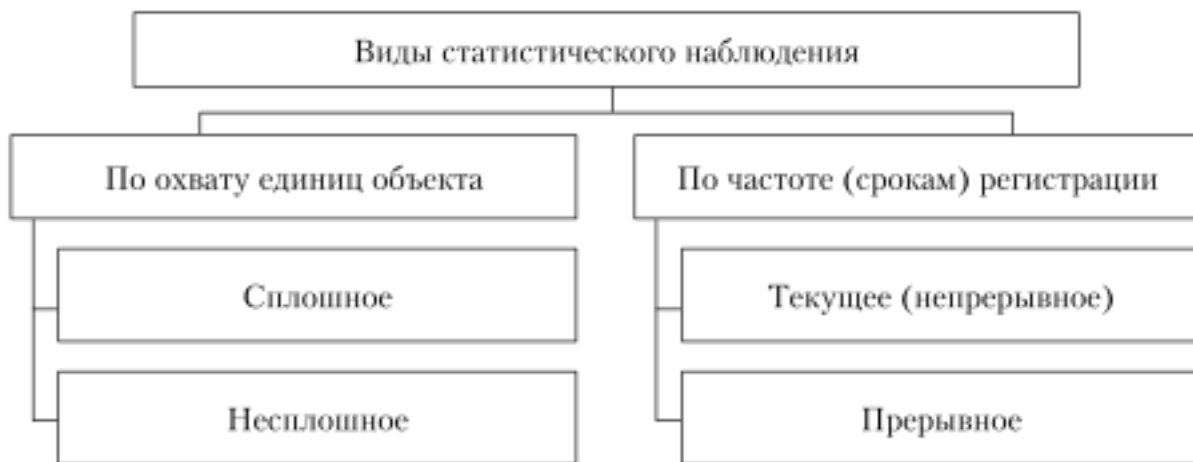 Виды статистического наблюдения
По охвату единиц объекта
Сплошное
Несплошное
По частоте (срокам) регистрации
Текущее (непрерывное)
Прерывное